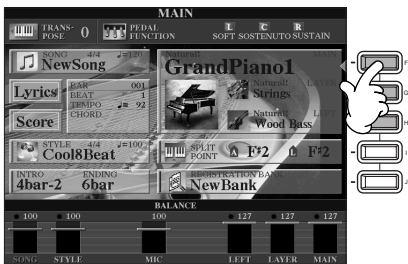 MAIN
TRANS-
POSE 0
PEDAL
FUNCTION
L C R
SOFT SOSTENUTO SUSTAIN
SONG 4/4 ♩=120
NewSong
Natural! MAIN
GrandPiano1
Lyrics
Score
BAR 001
BEAT 1
TEMPO ♩= 92
CHORD
Natural! LAYER
Strings
Natural! LEFT
Wood Bass
STYLE 4/4 ♩=100
Cool8Beat
SPLIT
POINT
A F#2
L F#2
INTRO ENDING
4bar-2 6bar
REGISTRATION BANK
NewBank
BALANCE
100 100 100 127 127 127
SONG STYLE MIC LEFT LAYER MAIN
F
G
H
I
J